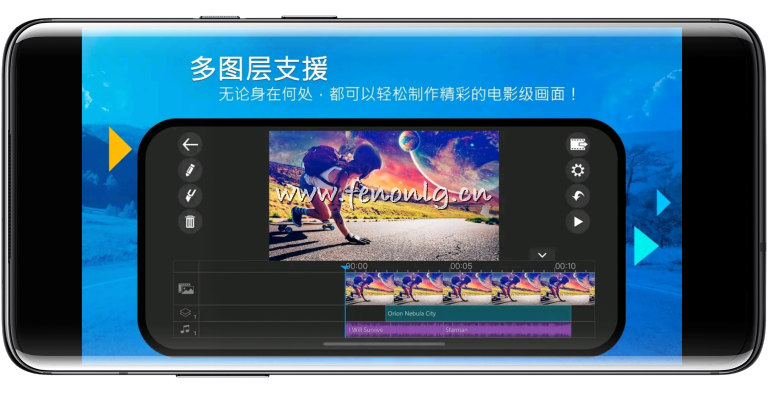 多图层支援
无论身在何处，都可以轻松制作精彩的电影级画面！
www.fenonlg.cn
00:00
00:05
00:10
Orion Nebula City
1
I Will Survive
Starman
1